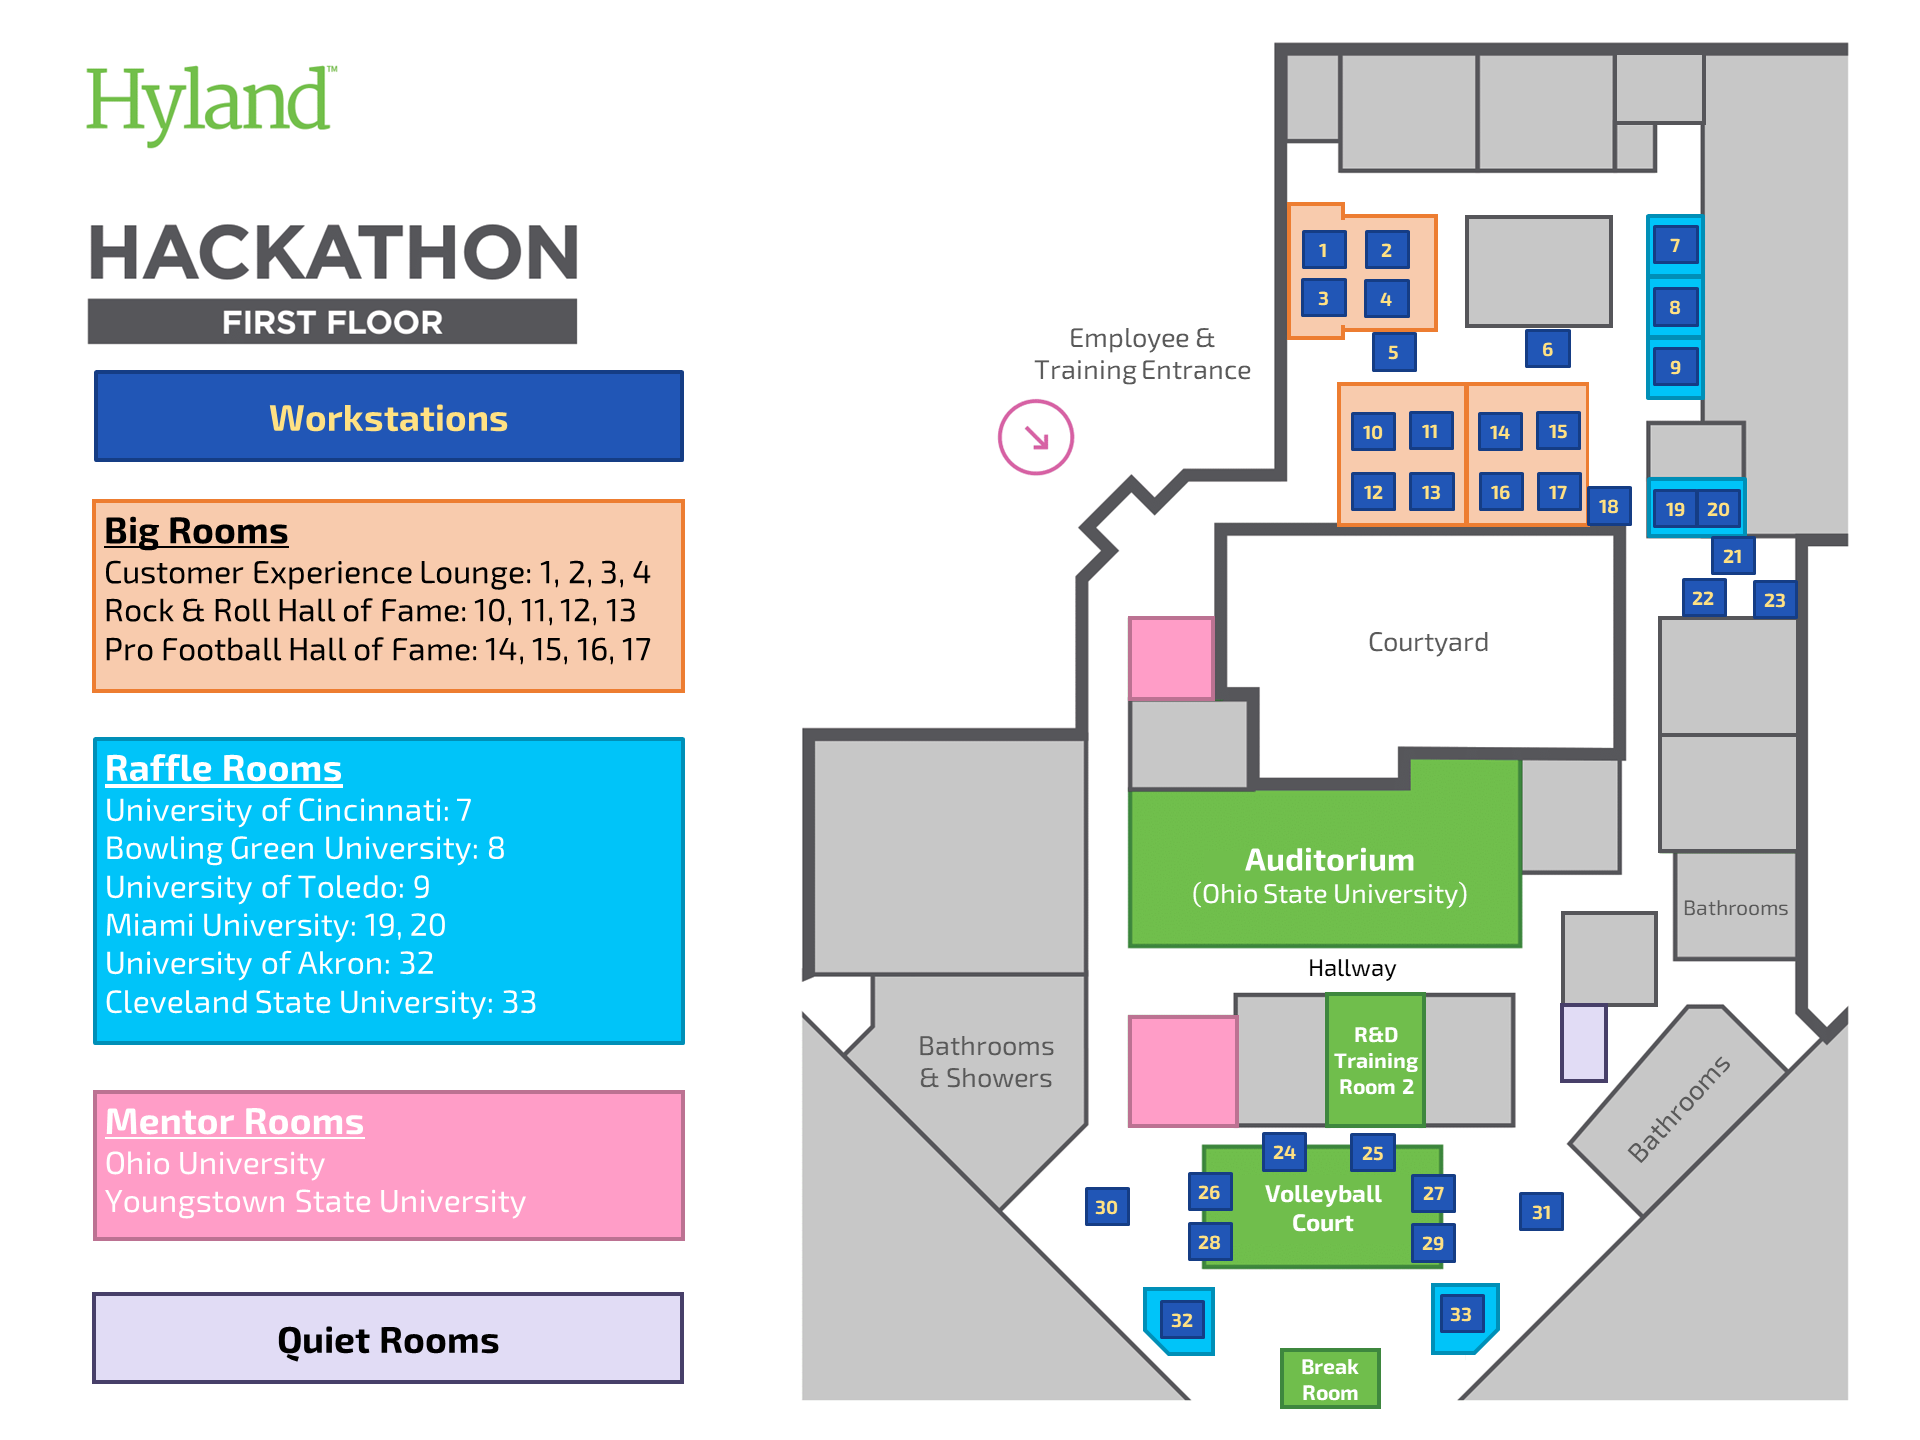 Hyland™
HACKATHON
FIRST FLOOR
Workstations
Big Rooms
Customer Experience Lounge: 1, 2, 3, 4
Rock & Roll Hall of Fame: 10, 11, 12, 13
Pro Football Hall of Fame: 14, 15, 16, 17
Raffle Rooms
University of Cincinnati: 7
Bowling Green University: 8
University of Toledo: 9
Miami University: 19, 20
University of Akron: 32
Cleveland State University: 33
Mentor Rooms
Ohio University
Youngstown State University
Quiet Rooms
Employee &
Training Entrance
1 2
3 4
5
6
7
8
9
10 11
12 13
14 15
16 17
18
19 20
21
22 23
Courtyard
Auditorium
(Ohio State University)
Bathrooms
Hallway
R&D
Training
Room 2
Bathrooms
& Showers
Bathrooms
24 25
26 27
Volleyball
Court
28 29
30
31
32
33
Break
Room